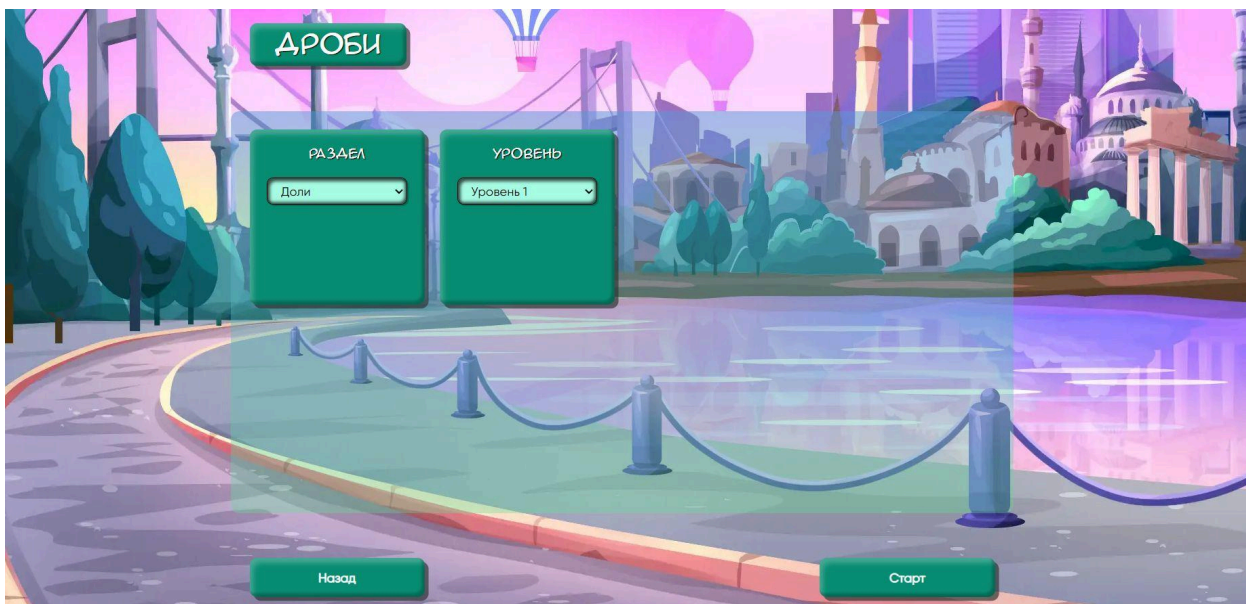 ДРОБИ
РАЗДЕЛ
Доли
УРОВЕНЬ
Уровень 1
Назад
Старт